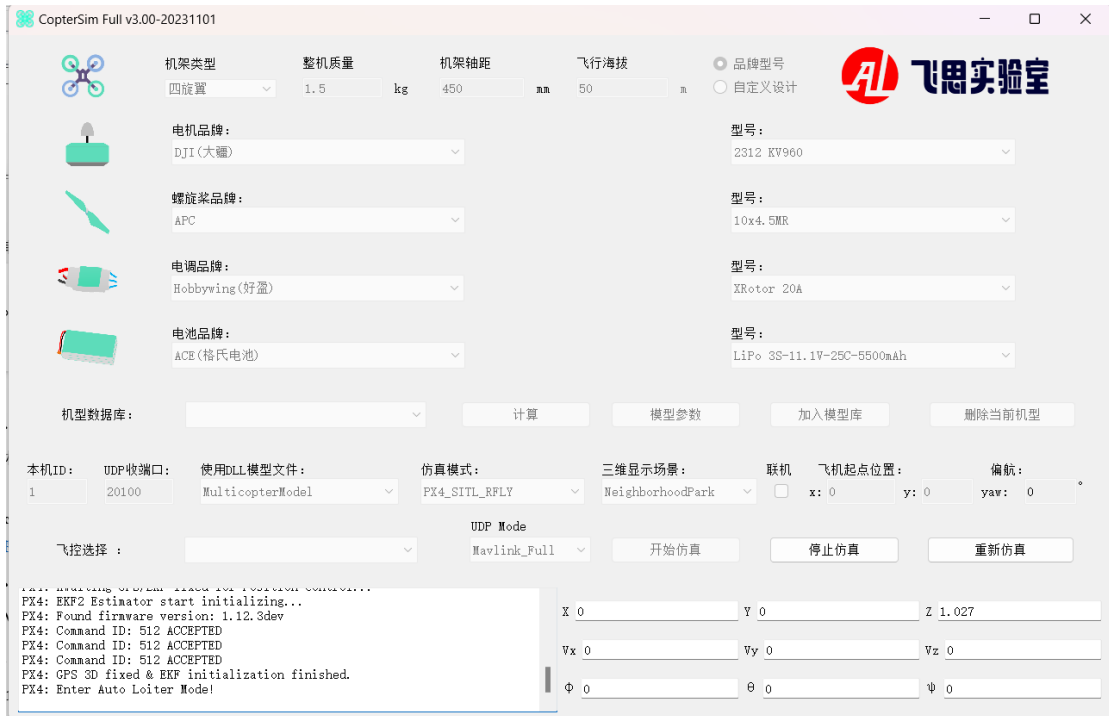 CopterSim Full v3.00-20231101
机架类型 整机质量 机架轴距 飞行海拔 品牌型号
四旋翼 1.5 kg 450 mm 50 m 自定义设计
飞思实验室
电机品牌: 型号:
DJI(大疆) 2312 KV960
螺旋桨品牌: 型号:
APC 10x4.5MR
电调品牌: 型号:
Hobbywing(好盈) XRotor 20A
电池品牌: 型号:
ACE(格氏电池) LiPo 3S-11.1V-25C-5500mAh
机型数据库: 计算 模型参数 加入模型库 删除当前机型
本机ID: UDP收端口: 使用DLL模型文件: 仿真模式: 三维显示场景: 联机 飞机起点位置: 偏航:
1 20100 MulticopterModel PX4_SITL_RFLY NeighborhoodPark x: 0 y: 0 yaw: 0 °
UDP Mode
飞控选择 : Mavlink_Full 开始仿真 停止仿真 重新仿真
PX4: Awaiting GPS/EKF fixed for Position control...
PX4: EKF2 Estimator start initializing...
PX4: Found firmware version: 1.12.3dev
PX4: Command ID: 512 ACCEPTED
PX4: Command ID: 512 ACCEPTED
PX4: Command ID: 512 ACCEPTED
PX4: GPS 3D fixed & EKF initialization finished.
PX4: Enter Auto Loiter Mode!
X 0 Y 0 Z 1.027
Vx 0 Vy 0 Vz 0
Φ 0 θ 0 ψ 0